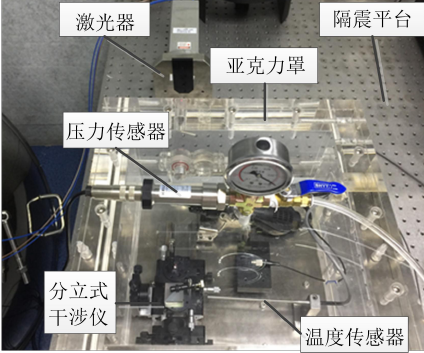 激光器
隔震平台
亚克力罩
压力传感器
分立式
干涉仪
温度传感器